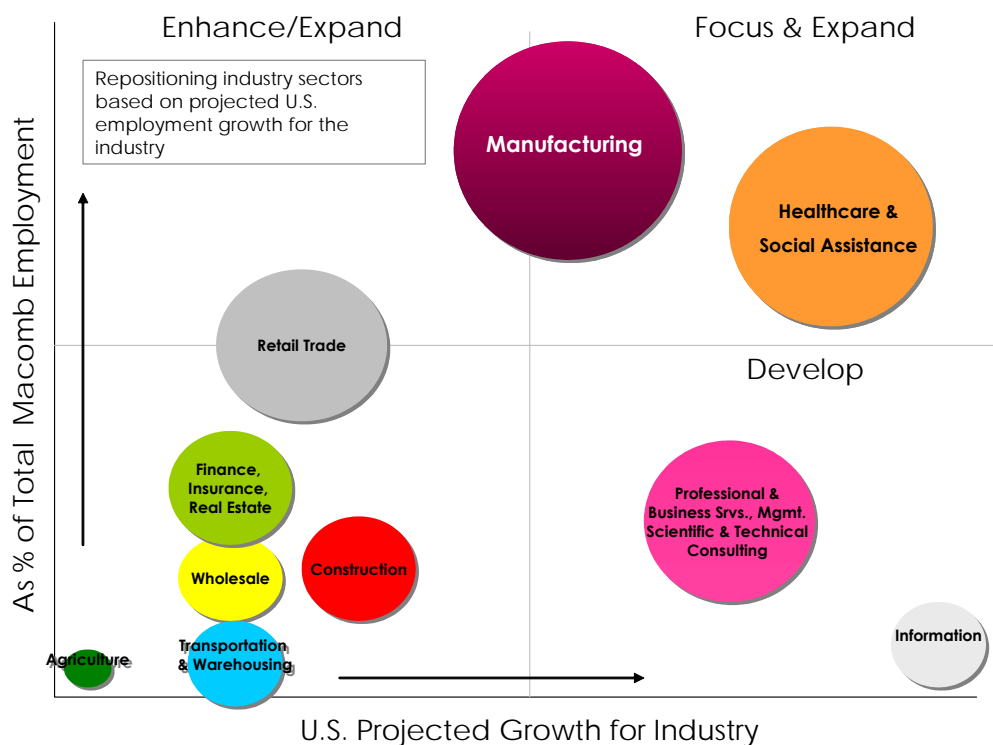 Enhance/Expand
Focus & Expand
Repositioning industry sectors
based on projected U.S.
employment growth for the
industry
Manufacturing
Healthcare &
Social Assistance
As % of Total Macomb Employment
Retail Trade
Develop
Finance,
Insurance,
Real Estate
Professional &
Business Srvs., Mgmt.
Scientific & Technical
Consulting
Wholesale
Construction
Information
Agriculture
Transportation
& Warehousing
U.S. Projected Growth for Industry